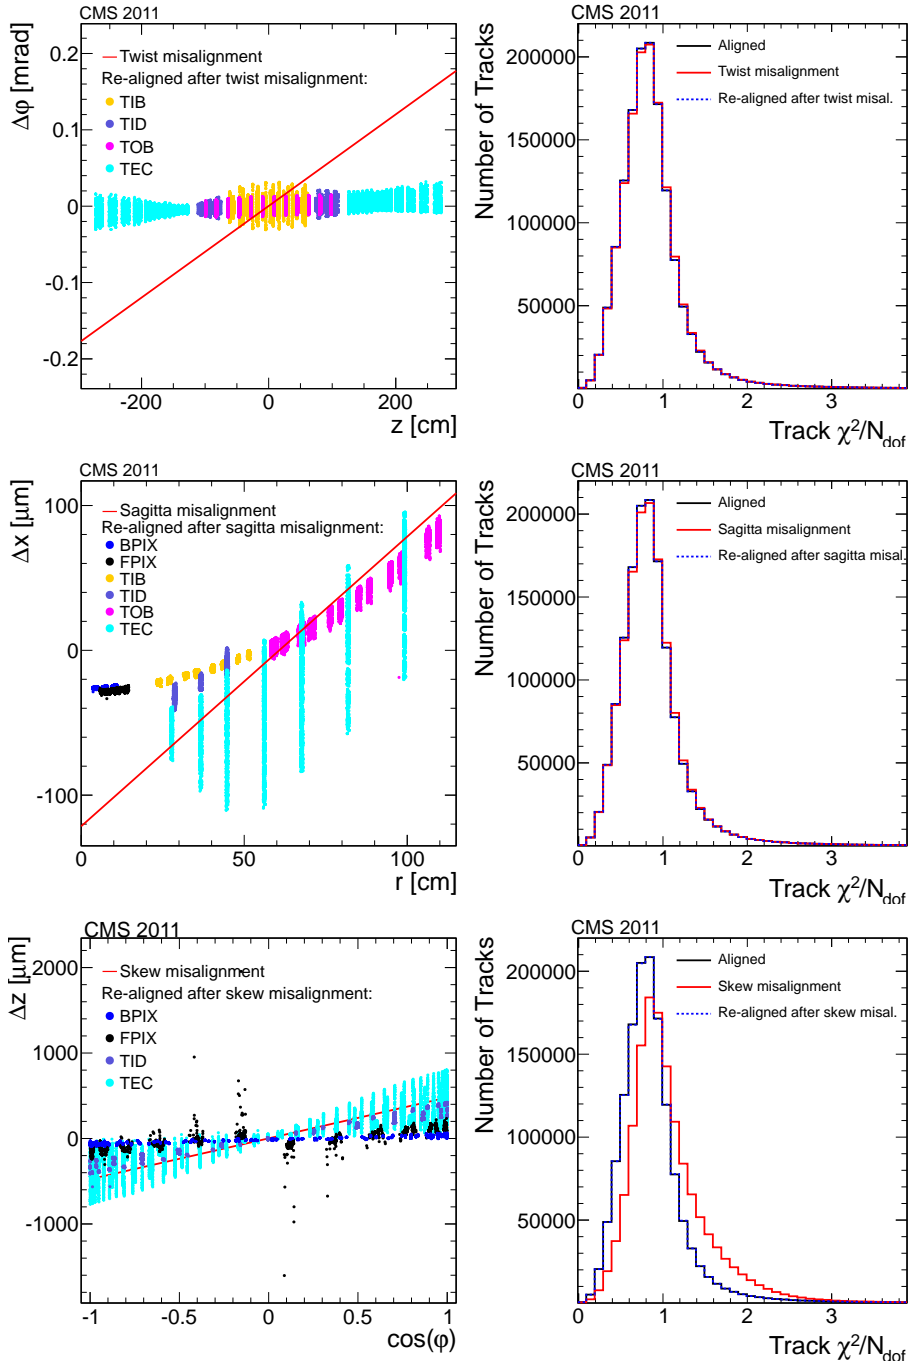 CMS 2011
Δφ [mrad]
0.2
0.1
0
-0.1
-0.2
Twist misalignment
Re-aligned after twist misalignment:
TIB
TID
TOB
TEC
-200
0
200
z [cm]
CMS 2011
Number of Tracks
200000
150000
100000
50000
Aligned
Twist misalignment
Re-aligned after twist misal.
0
1
2
3
Track χ²/N_dof
CMS 2011
Δx [μm]
100
0
-100
Sagitta misalignment
Re-aligned after sagitta misalignment:
BPIX
FPIX
TIB
TID
TOB
TEC
0
50
100
r [cm]
CMS 2011
Number of Tracks
200000
150000
100000
50000
Aligned
Sagitta misalignment
Re-aligned after sagitta misal.
0
1
2
3
Track χ²/N_dof
CMS 2011
Δz [μm]
2000
1000
0
-1000
Skew misalignment
Re-aligned after skew misalignment:
BPIX
FPIX
TID
TEC
-1
-0.5
0
0.5
1
cos(φ)
CMS 2011
Number of Tracks
200000
150000
100000
50000
Aligned
Skew misalignment
Re-aligned after skew misal.
0
1
2
3
Track χ²/N_dof